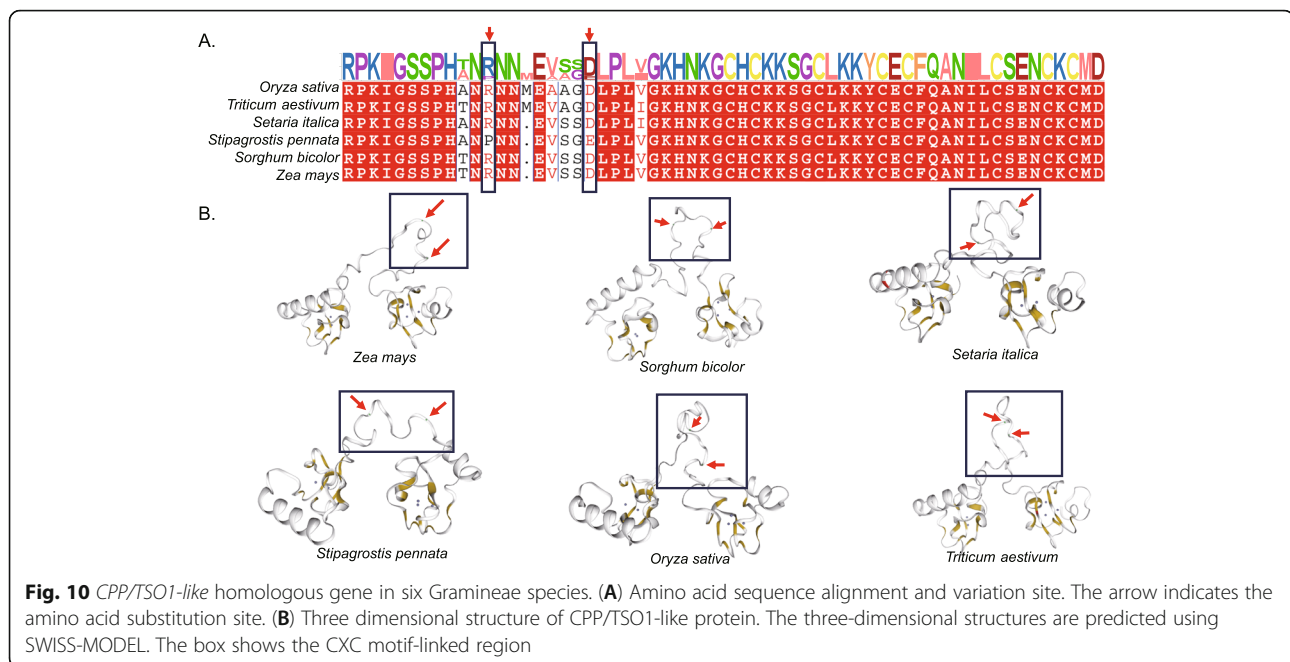 A.
RPKIGSSPHTNRNNMEVSSDLPLVGKHNKGCHCKKSGCLKKYCECFQANILCSENCKCMD
Oryza sativa RPKIGSSPHANRNNMEAAGDLPLVGKHNKGCHCKKSGCLKKYCECFQANILCSENCKCMD
Triticum aestivum RPKIGSSPHTNRNNMEVAGDLPLIGKHNKGCHCKKSGCLKKYCECFQANILCSENCKCMD
Setaria italica RPKIGSSPHANRNN.EVSSDLPLIGKHNKGCHCKKSGCLKKYCECFQANILCSENCKCMD
Stipagrostis pennata RPKIGSSPHANPNN.EVSGELPLVGKHNKGCHCKKSGCLKKYCECFQANILCSENCKCMD
Sorghum bicolor RPKIGSSPHTNRNN.EVSSDLPLVGKHNKGCHCKKSGCLKKYCECFQANILCSENCKCMD
Zea mays RPKIGSSPHTNRNN.EVSSDLPLVGKHNKGCHCKKSGCLKKYCECFQANILCSENCKCMD
B.
Zea mays
Sorghum bicolor
Setaria italica
Stipagrostis pennata
Oryza sativa
Triticum aestivum
Fig. 10 CPP/TSO1-like homologous gene in six Gramineae species. (A) Amino acid sequence alignment and variation site. The arrow indicates the
amino acid substitution site. (B) Three dimensional structure of CPP/TSO1-like protein. The three-dimensional structures are predicted using
SWISS-MODEL. The box shows the CXC motif-linked region